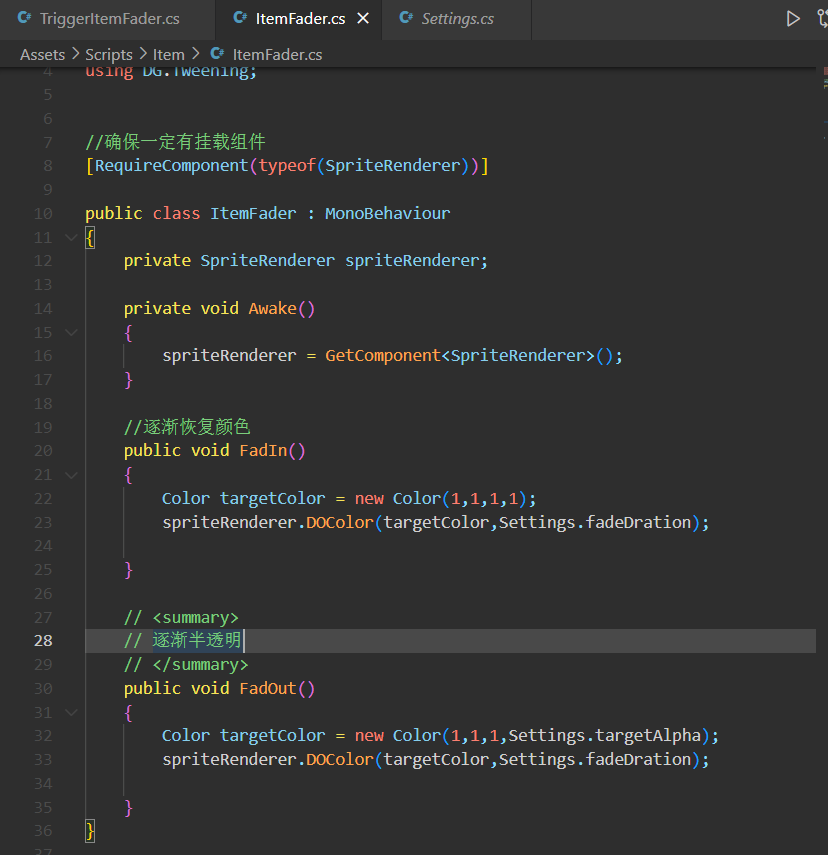 TriggerItemFader.cs
ItemFader.cs
Settings.cs
Assets > Scripts > Item > ItemFader.cs
4 using DG.Tweening;
5
6
7 //确保一定有挂载组件
8 [RequireComponent(typeof(SpriteRenderer))]
9
10 public class ItemFader : MonoBehaviour
11 {
12 private SpriteRenderer spriteRenderer;
13
14 private void Awake()
15 {
16 spriteRenderer = GetComponent<SpriteRenderer>();
17 }
18
19 //逐渐恢复颜色
20 public void FadIn()
21 {
22 Color targetColor = new Color(1,1,1,1);
23 spriteRenderer.DOColor(targetColor,Settings.fadeDration);
24
25 }
26
27 // <summary>
28 // 逐渐半透明
29 // </summary>
30 public void FadOut()
31 {
32 Color targetColor = new Color(1,1,1,Settings.targetAlpha);
33 spriteRenderer.DOColor(targetColor,Settings.fadeDration);
34
35 }
36 }
37